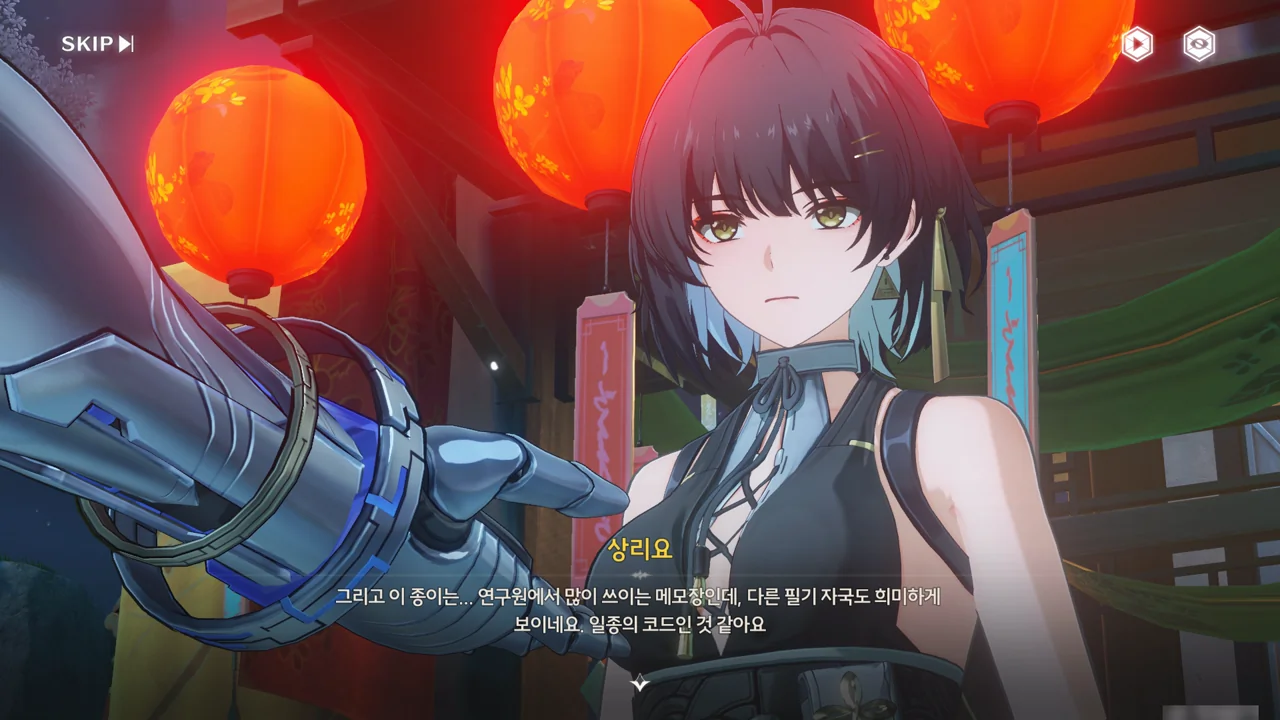 SKIP
상리요
그리고 이 종이는... 연구원에서 많이 쓰이는 메모장인데, 다른 필기 자국도 희미하게
보이네요. 일종의 코드인 것 같아요